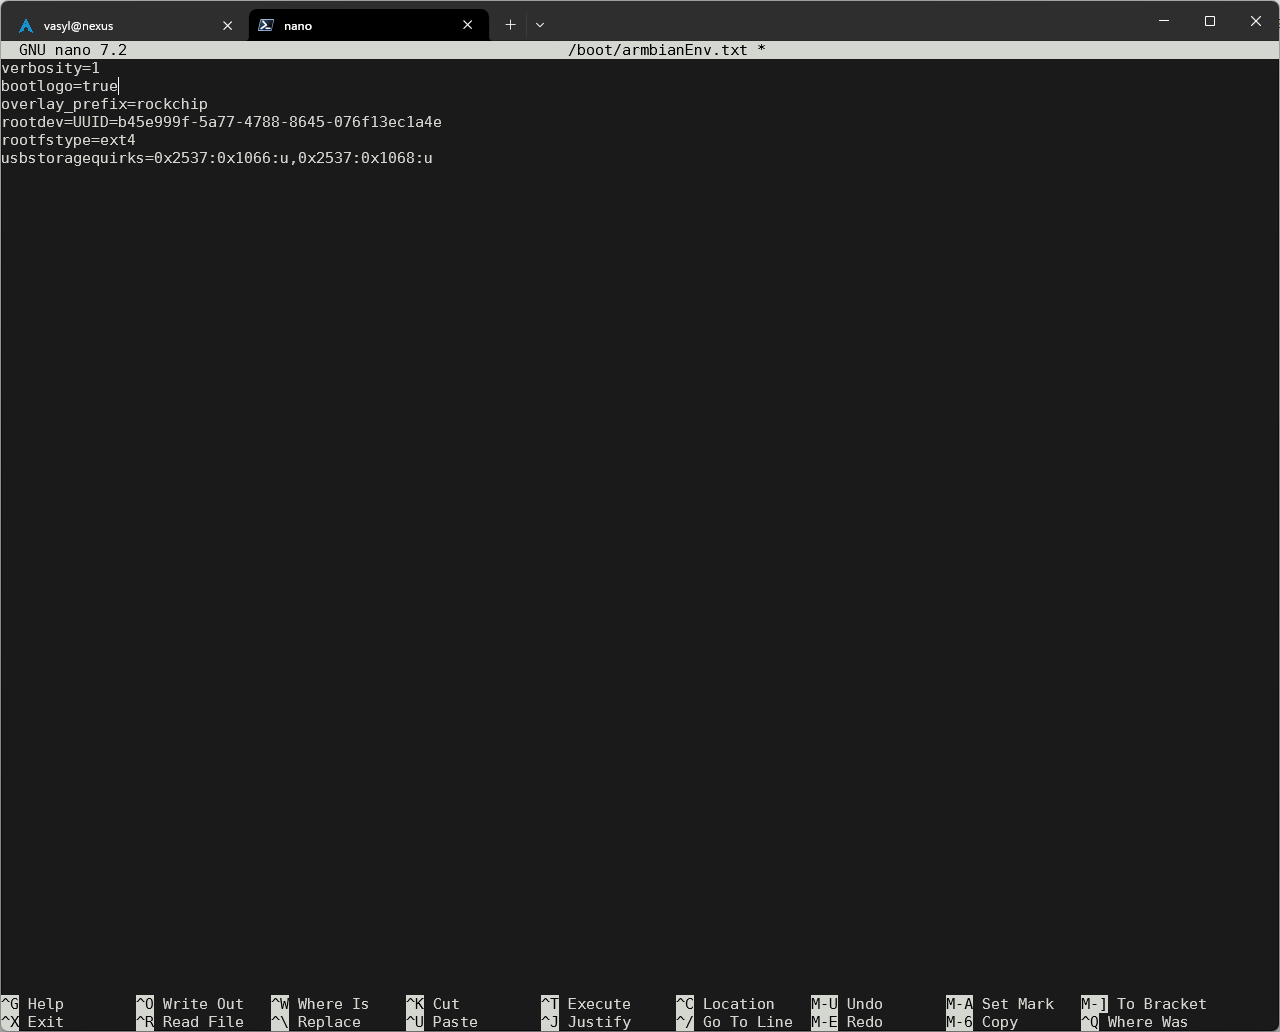 vasyl@nexus
nano
GNU nano 7.2 /boot/armbianEnv.txt *
verbosity=1
bootlogo=true
overlay_prefix=rockchip
rootdev=UUID=b45e999f-5a77-4788-8645-076f13ec1a4e
rootfstype=ext4
usbstoragequirks=0x2537:0x1066:u,0x2537:0x1068:u
^G Help ^O Write Out ^W Where Is ^K Cut ^T Execute ^C Location M-U Undo M-A Set Mark M-] To Bracket
^X Exit ^R Read File ^\ Replace ^U Paste ^J Justify ^/ Go To Line M-E Redo M-6 Copy ^Q Where Was